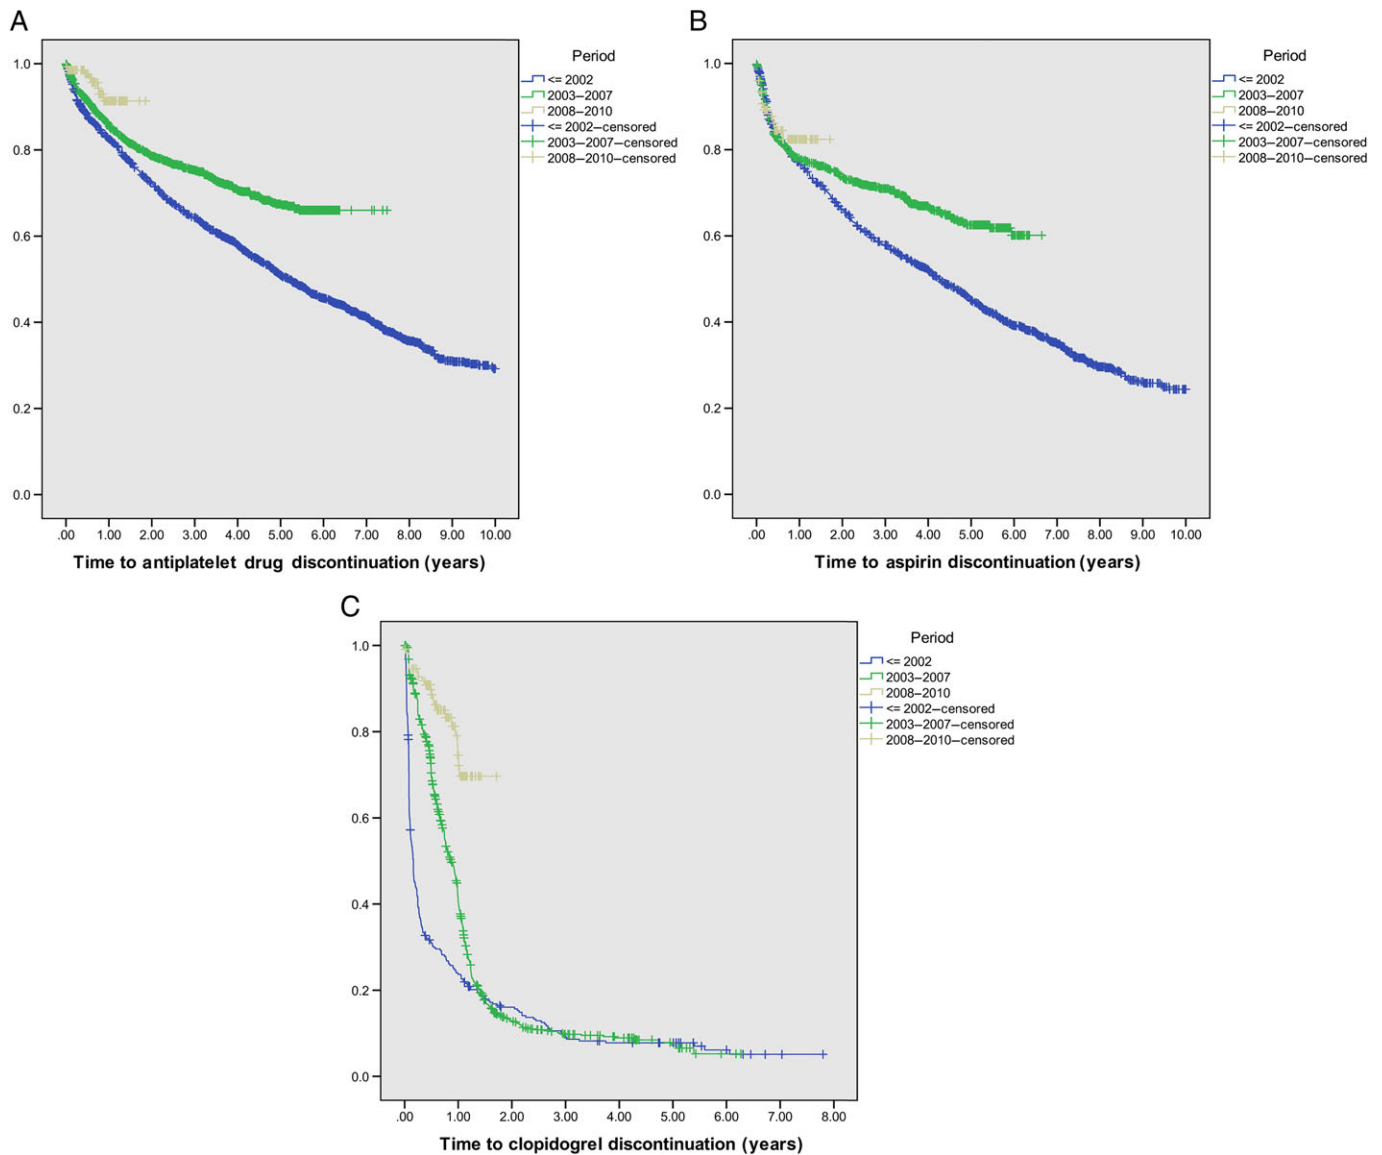 A
Period
<= 2002
2003–2007
2008–2010
<= 2002–censored
2003–2007–censored
2008–2010–censored
1.0
0.8
0.6
0.4
0.2
0.0
.00 1.00 2.00 3.00 4.00 5.00 6.00 7.00 8.00 9.00 10.00
Time to antiplatelet drug discontinuation (years)
B
Period
<= 2002
2003–2007
2008–2010
<= 2002–censored
2003–2007–censored
2008–2010–censored
1.0
0.8
0.6
0.4
0.2
0.0
.00 1.00 2.00 3.00 4.00 5.00 6.00 7.00 8.00 9.00 10.00
Time to aspirin discontinuation (years)
C
Period
<= 2002
2003–2007
2008–2010
<= 2002–censored
2003–2007–censored
2008–2010–censored
1.0
0.8
0.6
0.4
0.2
0.0
.00 1.00 2.00 3.00 4.00 5.00 6.00 7.00 8.00
Time to clopidogrel discontinuation (years)